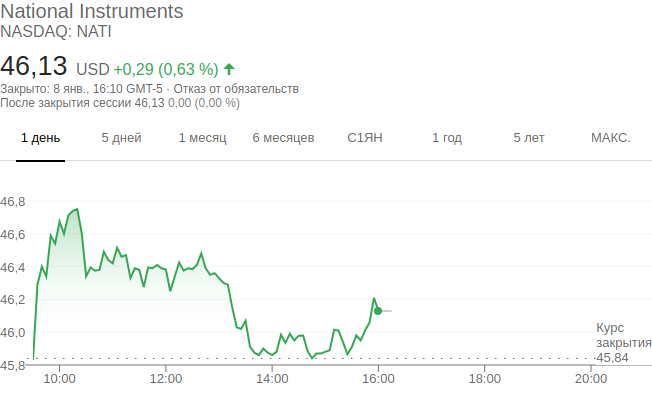 National Instruments
NASDAQ: NATI
46,13 USD +0,29 (0,63 %)
Закрыто: 8 янв., 16:10 GMT-5 · Отказ от обязательств
После закрытия сессии 46,13 0,00 (0,00 %)
1 день 5 дней 1 месяц 6 месяцев С1ЯН 1 год 5 лет МАКС.
46,8
46,6
46,4
46,2
46,0
45,8
Курс
закрытия
45,84
10:00 12:00 14:00 16:00 18:00 20:00